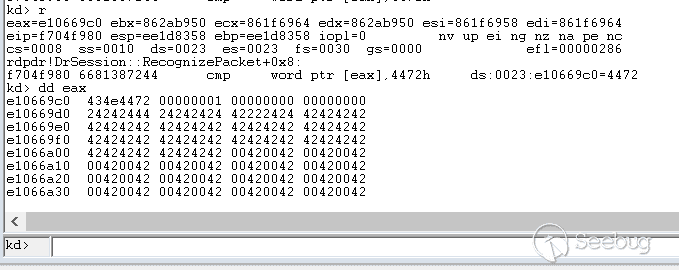 kd> r
eax=e10669c0 ebx=862ab950 ecx=861f6964 edx=862ab950 esi=861f6958 edi=861f6964
eip=f704f980 esp=ee1d8358 ebp=ee1d8358 iopl=0         nv up ei ng nz na pe nc
cs=0008  ss=0010  ds=0023  es=0023  fs=0030  gs=0000             efl=00000286
rdpdr!DrSession::RecognizePacket+0x8:
f704f980 6681387244      cmp     word ptr [eax],4472h     ds:0023:e10669c0=4472
kd> dd eax
e10669c0  434e4472 00000001 00000000 00000000
e10669d0  24242444 24242424 42222424 42424242
e10669e0  42424242 42424242 42424242 42424242
e10669f0  42424242 42424242 42424242 42424242
e1066a00  42424242 00420042 00420042 00420042
e1066a10  00420042 00420042 00420042 00420042
e1066a20  00420042 00420042 00420042 00420042
e1066a30  00420042 00420042 00420042 00420042
kd>
Seebug